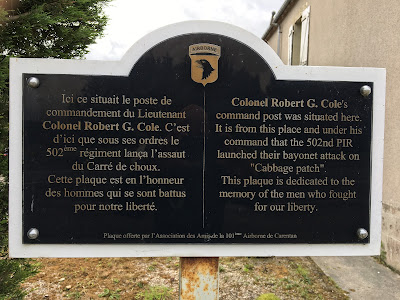 AIRBORNE
Ici ce situait le poste de
commandement du Lieutenant
Colonel Robert G. Cole. C'est
d'ici que sous ses ordres le
502ème régiment lança l'assaut
du Carré de choux.
Cette plaque est en l'honneur
des hommes qui se sont battus
pour notre liberté.
Colonel Robert G. Cole's
command post was situated here.
It is from this place and under his
command that the 502nd PIR
launched their bayonet attack on
"Cabbage patch".
This plaque is dedicated to the
memory of the men who fought
for our liberty.
Plaque offerte par l'Association des Amis de la 101ème Airborne de Carentan